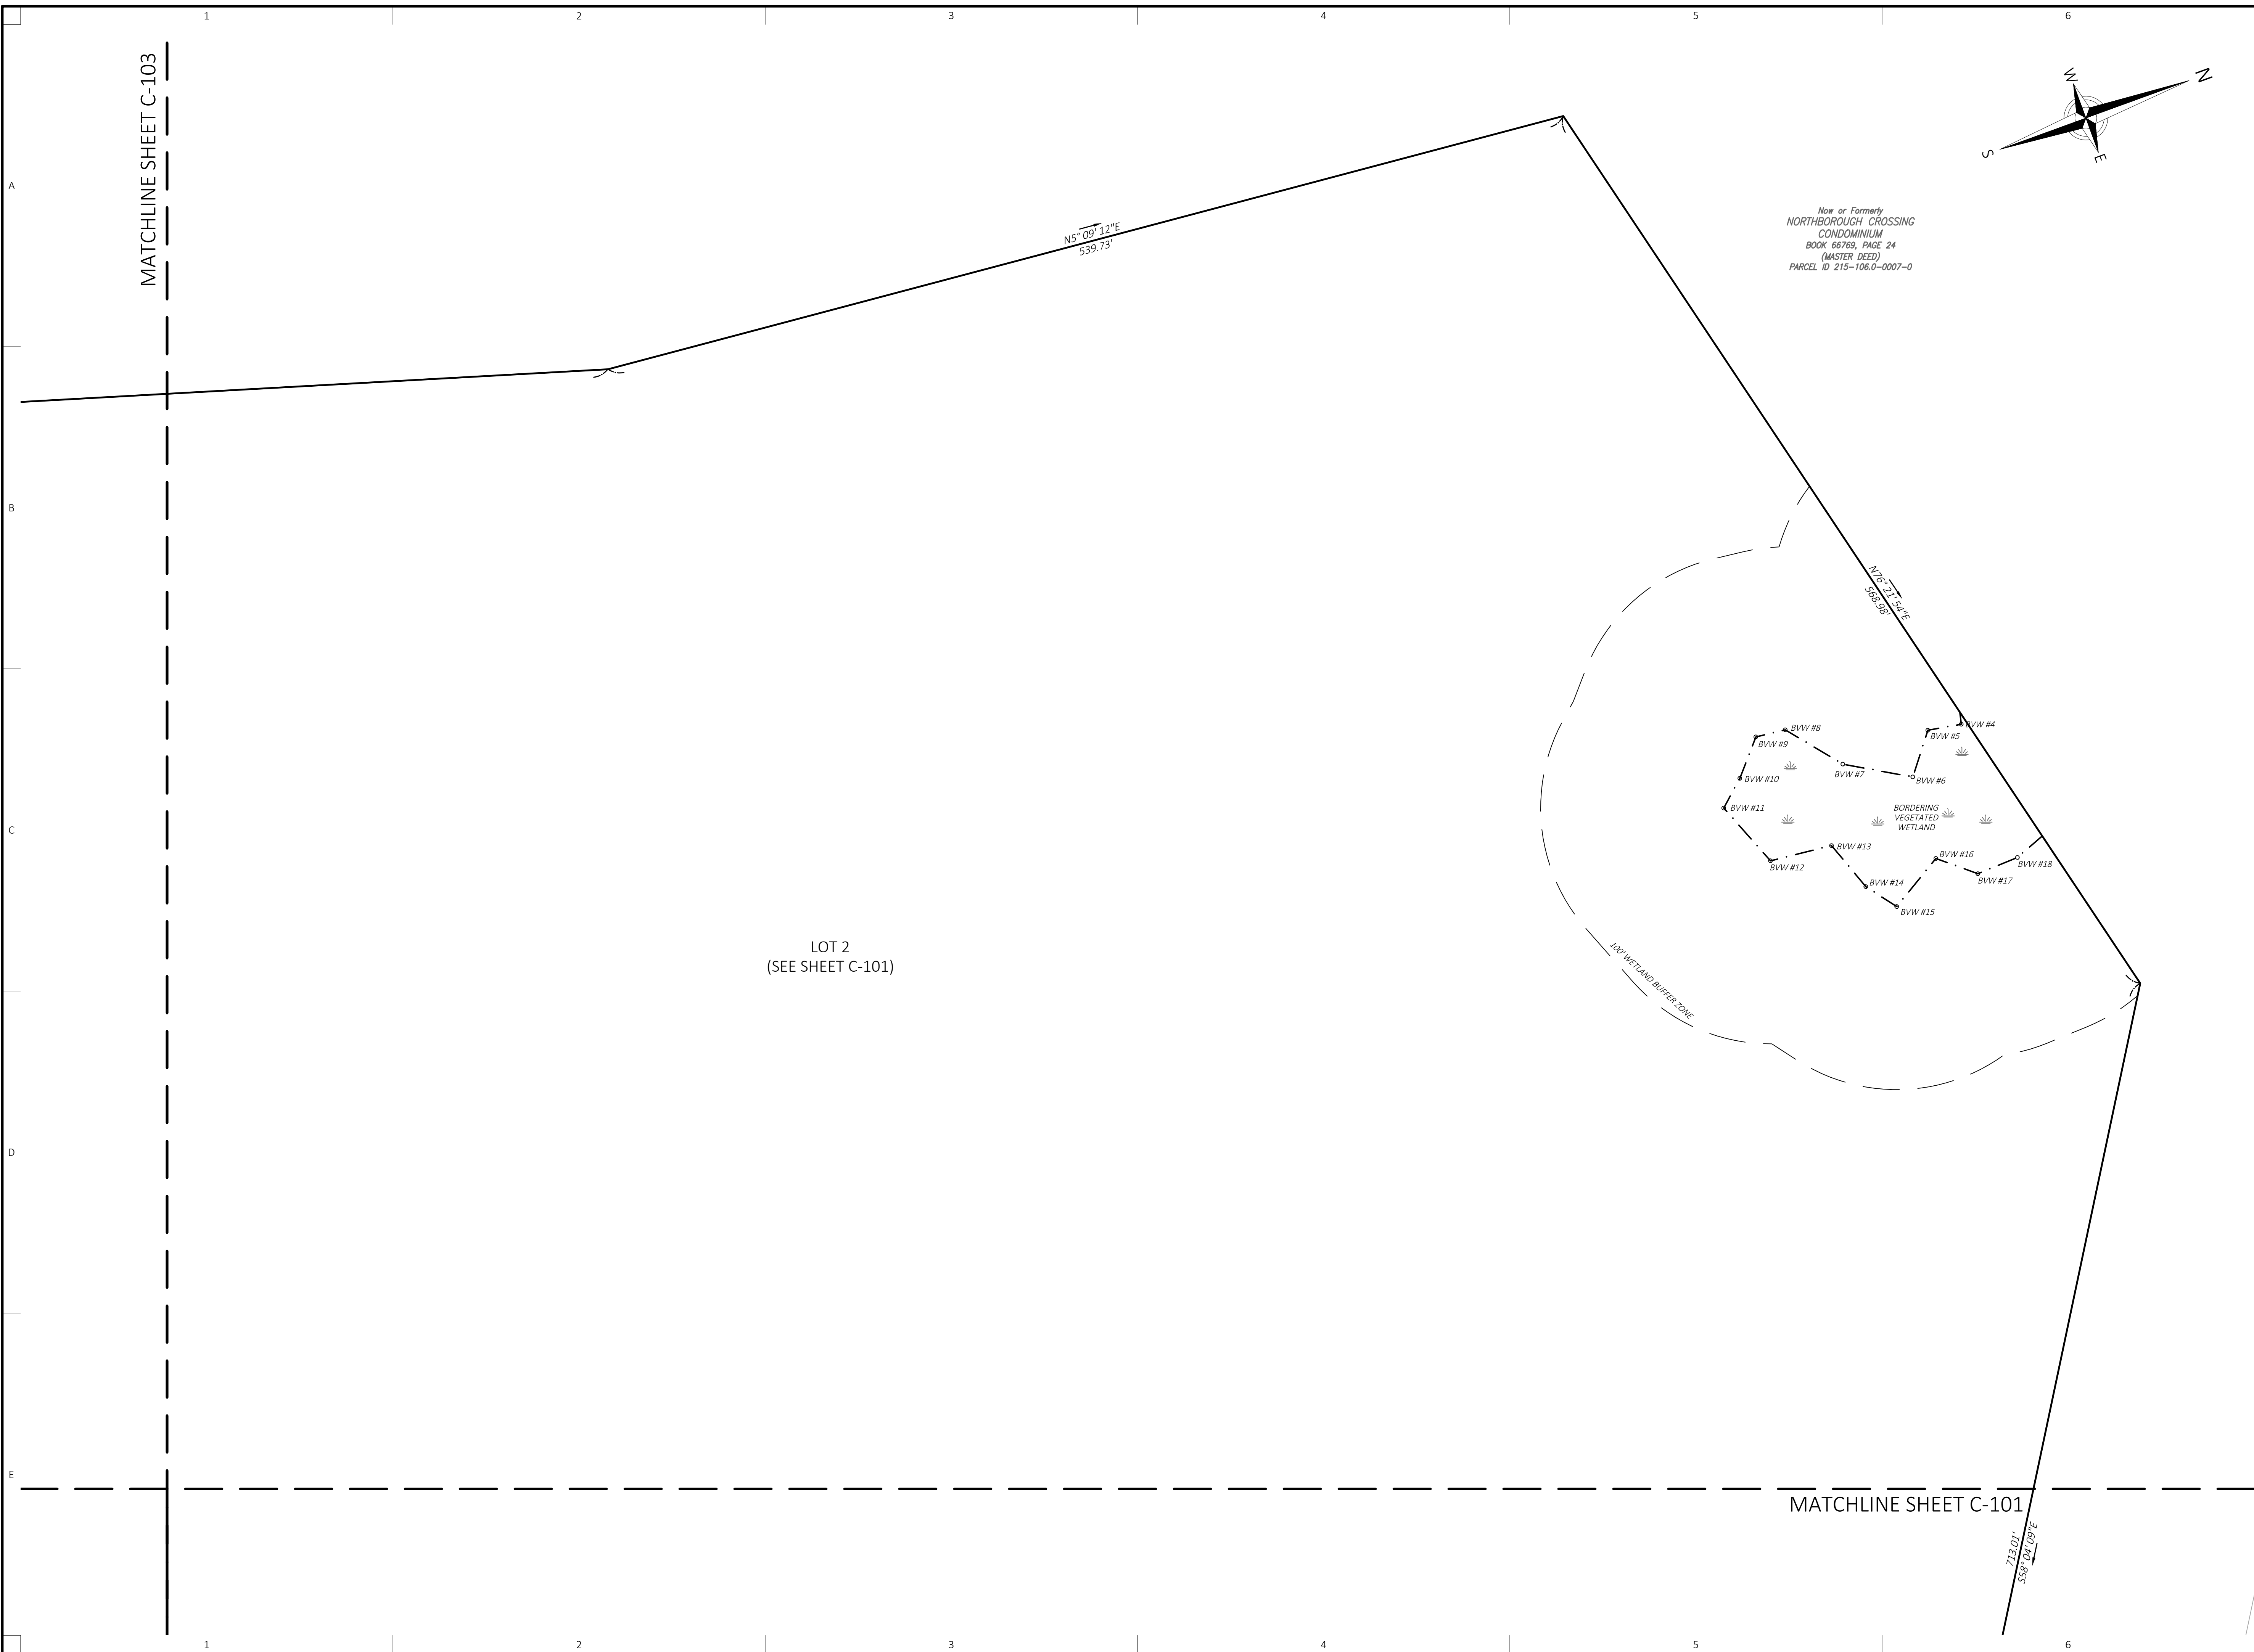 1
2
3
4
5
6
MATCHLINE SHEET C-103
W
N
S
E
A
N5° 09' 12"E
539.73'
Now or Formerly
NORTHBOROUGH CROSSING
CONDOMINIUM
BOOK 66769, PAGE 24
(MASTER DEED)
PARCEL ID 215-106.0-0007-0
B
N76° 21' 54"E
568.98'
BVW #4
BVW #5
BVW #8
BVW #9
BVW #7
BVW #6
BVW #10
BVW #11
BORDERING
VEGETATED
WETLAND
C
BVW #13
BVW #12
BVW #16
BVW #18
BVW #17
BVW #14
BVW #15
LOT 2
(SEE SHEET C-101)
100' WETLAND BUFFER ZONE
D
E
MATCHLINE SHEET C-101
713.01'
S58° 04' 09"E
1
2
3
4
5
6